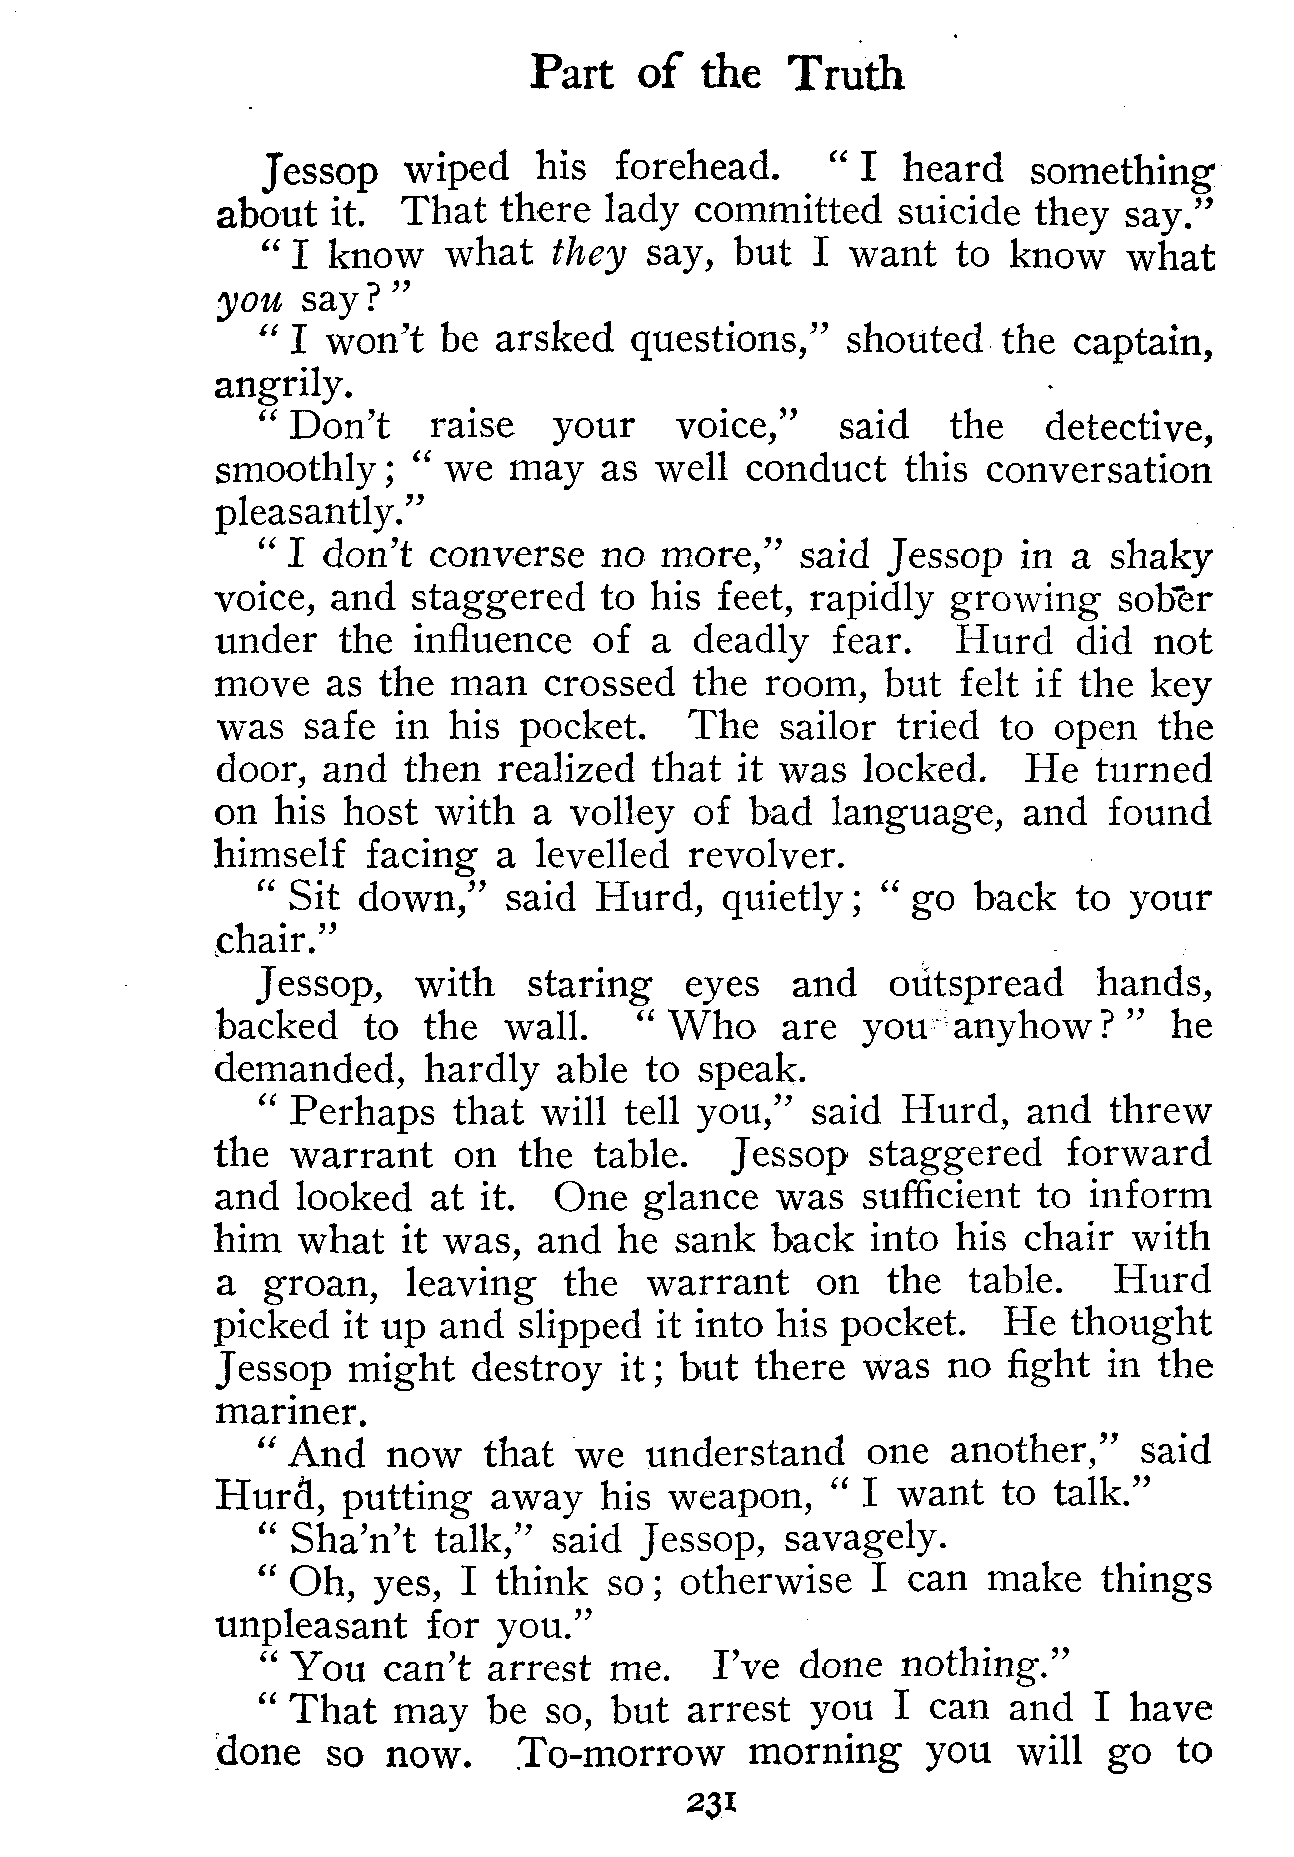 Part of the Truth
Jessop wiped his forehead. " I heard something
about it. That there lady committed suicide they say."
" I know what they say, but I want to know what
you say? "
" I won't be arsked questions," shouted the captain,
angrily.
" Don't raise your voice," said the detective,
smoothly; " we may as well conduct this conversation
pleasantly."
" I don't converse no more," said Jessop in a shaky
voice, and staggered to his feet, rapidly growing sober
under the influence of a deadly fear. Hurd did not
move as the man crossed the room, but felt if the key
was safe in his pocket. The sailor tried to open the
door, and then realized that it was locked. He turned
on his host with a volley of bad language, and found
himself facing a levelled revolver.
" Sit down," said Hurd, quietly; " go back to your
chair."
Jessop, with staring eyes and outspread hands,
backed to the wall. " Who are you anyhow? " he
demanded, hardly able to speak.
" Perhaps that will tell you," said Hurd, and threw
the warrant on the table. Jessop staggered forward
and looked at it. One glance was sufficient to inform
him what it was, and he sank back into his chair with
a groan, leaving the warrant on the table. Hurd
picked it up and slipped it into his pocket. He thought
Jessop might destroy it; but there was no fight in the
mariner.
" And now that we understand one another," said
Hurd, putting away his weapon, " I want to talk."
" Sha'n't talk," said Jessop, savagely.
" Oh, yes, I think so; otherwise I can make things
unpleasant for you."
" You can't arrest me. I've done nothing."
" That may be so, but arrest you I can and I have
done so now. To-morrow morning you will go to
231